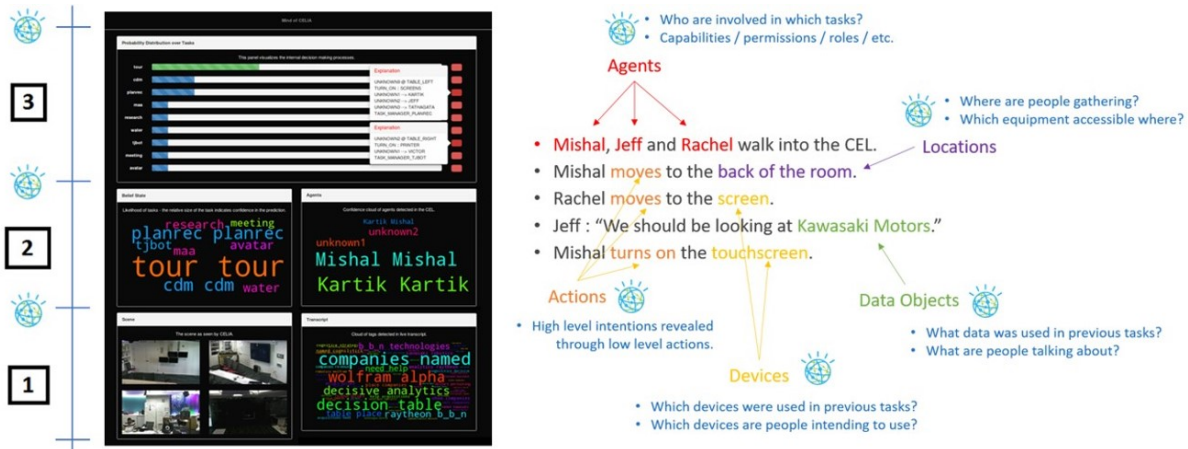 3
2
1
Mind of CELIA
Probability Distribution over Tasks
This panel visualizes the internal decision making processes.
tour
cdm
planrec
maa
research
water
tjbot
meeting
avatar
Explanation
UNKNOWN8 @ TABLE_LEFT
TURN_ON : SCREENA
UNKNOWN1 --> KARTIK
UNKNOWN2 --> JEFF
UNKNOWN3 --> TATHAGATA
TASK_MANAGER_PLANREC
Explanation
UNKNOWN2 @ TABLE_RIGHT
TURN_ON : PRINTER
UNKNOWN1 --> VICTOR
TASK_MANAGER_TJBOT
Belief State
Likelihood of tasks - the relative size of the task indicates confidence in the prediction.
research meeting
planrec planrec
tjbot maa avatar
tour tour
cdm cdm water
Agents
Confidence cloud of agents detected in the CEL.
Kartik Mishal
unknown2
unknown1
Mishal Mishal
Kartik Kartik
Scene
The scene as seen by CELIA.
Transcript
Cloud of tags detected in live transcript.
b_b_n technologies
companies named
need help
wolfram alpha
decisive analytics
decision table
table place raytheon b_b_n
• Who are involved in which tasks?
• Capabilities / permissions / roles / etc.
Agents
• Where are people gathering?
• Which equipment accessible where?
Locations
• Mishal, Jeff and Rachel walk into the CEL.
• Mishal moves to the back of the room.
• Rachel moves to the screen.
• Jeff : “We should be looking at Kawasaki Motors.”
• Mishal turns on the touchscreen.
Actions
• High level intentions revealed
through low level actions.
Data Objects
• What data was used in previous tasks?
• What are people talking about?
Devices
• Which devices were used in previous tasks?
• Which devices are people intending to use?